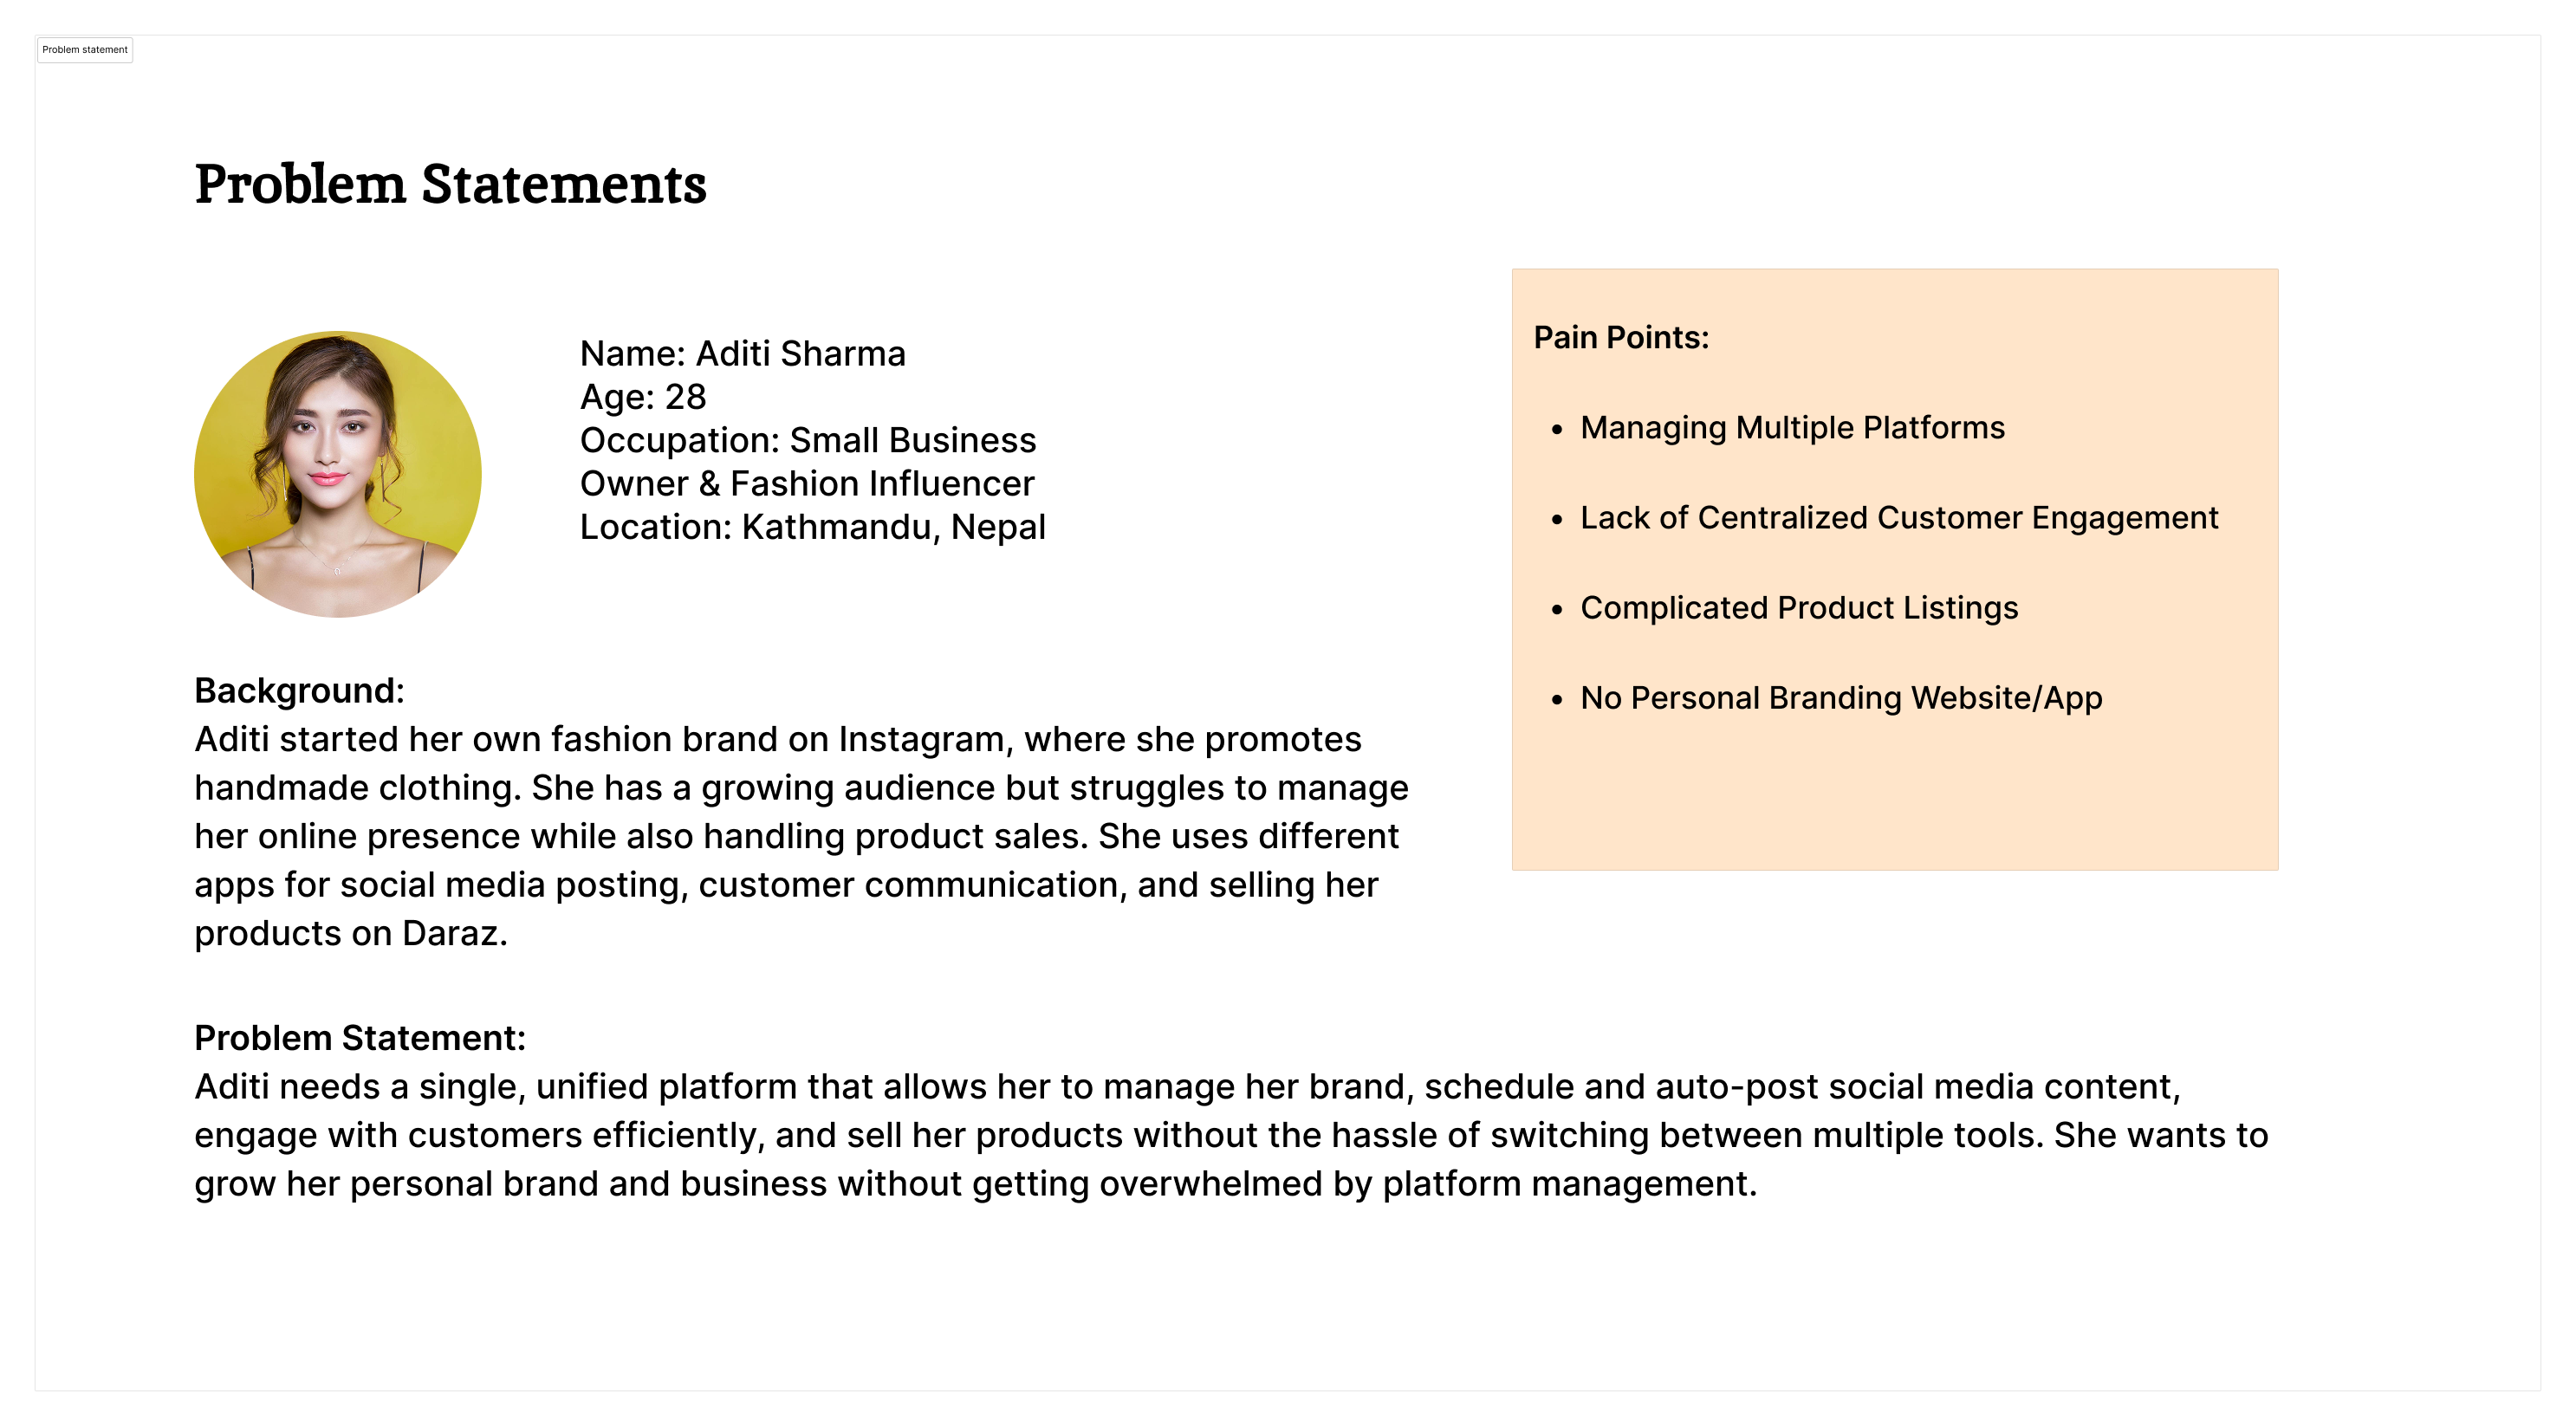 Problem statement
Problem Statements
Name: Aditi Sharma
Age: 28
Occupation: Small Business
Owner & Fashion Influencer
Location: Kathmandu, Nepal
Background:
Aditi started her own fashion brand on Instagram, where she promotes
handmade clothing. She has a growing audience but struggles to manage
her online presence while also handling product sales. She uses different
apps for social media posting, customer communication, and selling her
products on Daraz.
Pain Points:
• Managing Multiple Platforms
• Lack of Centralized Customer Engagement
• Complicated Product Listings
• No Personal Branding Website/App
Problem Statement:
Aditi needs a single, unified platform that allows her to manage her brand, schedule and auto-post social media content,
engage with customers efficiently, and sell her products without the hassle of switching between multiple tools. She wants to
grow her personal brand and business without getting overwhelmed by platform management.